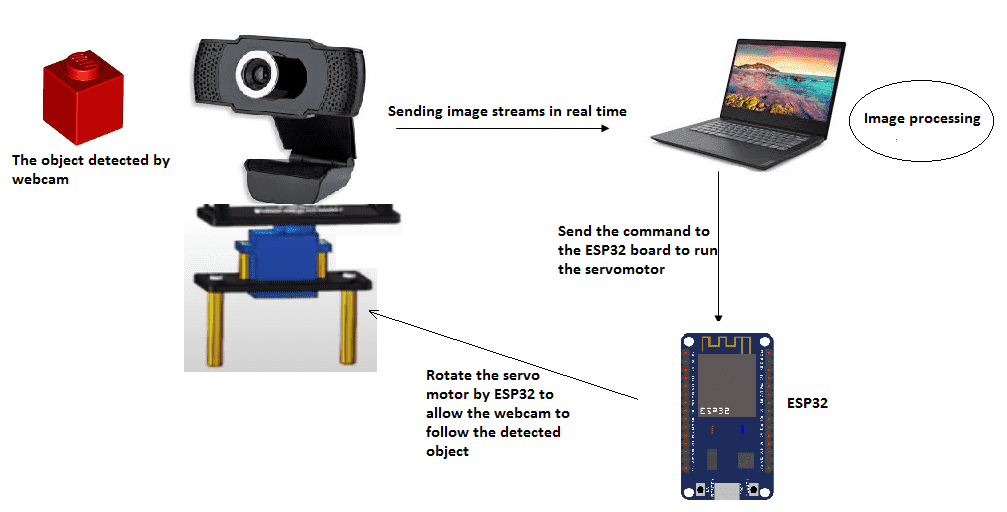 The object detected by
webcam
Sending image streams in real time
Image processing
Send the command to
the ESP32 board to run
the servomotor
Rotate the servo
motor by ESP32 to
allow the webcam to
follow the detected
object
ESP32
ESP32